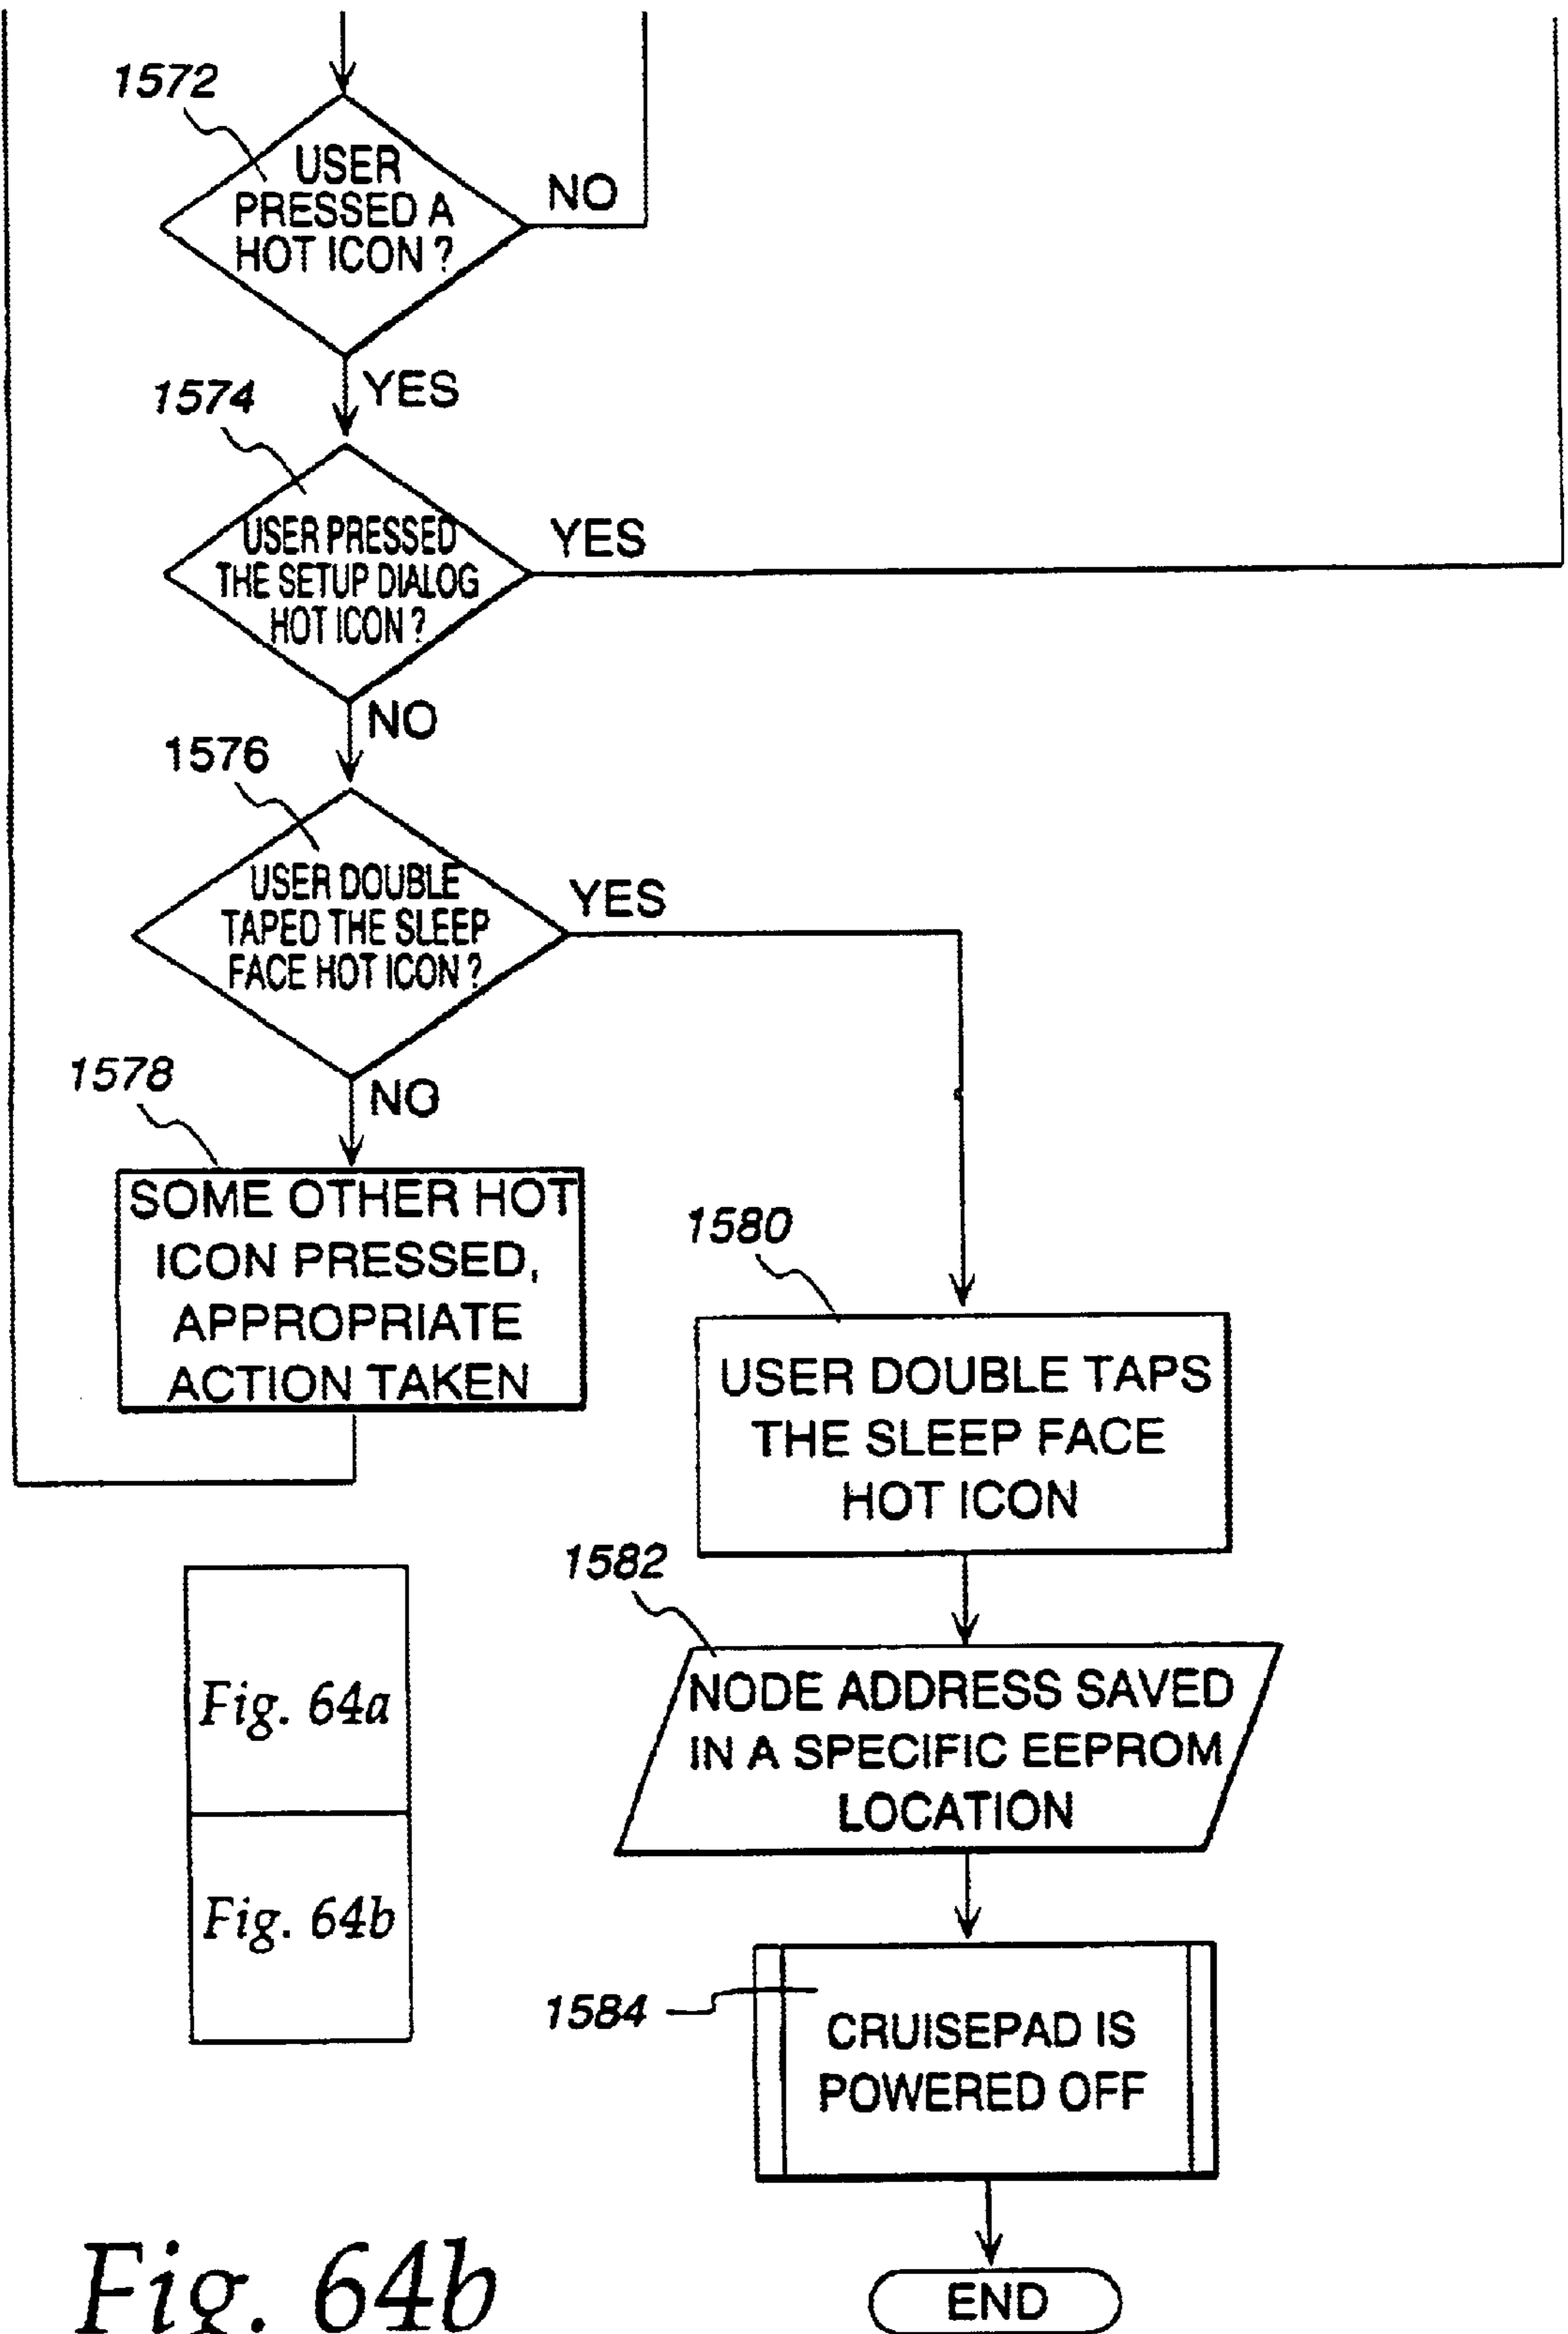 1572
USER
PRESSED A
HOT ICON ?
NO
YES
1574
USER PRESSED
THE SETUP DIALOG
HOT ICON ?
YES
NO
1576
USER DOUBLE
TAPED THE SLEEP
FACE HOT ICON ?
YES
NO
1578
SOME OTHER HOT
ICON PRESSED,
APPROPRIATE
ACTION TAKEN
1580
USER DOUBLE TAPS
THE SLEEP FACE
HOT ICON
1582
NODE ADDRESS SAVED
IN A SPECIFIC EEPROM
LOCATION
Fig. 64a
Fig. 64b
1584
CRUISEPAD IS
POWERED OFF
END
Fig. 64b